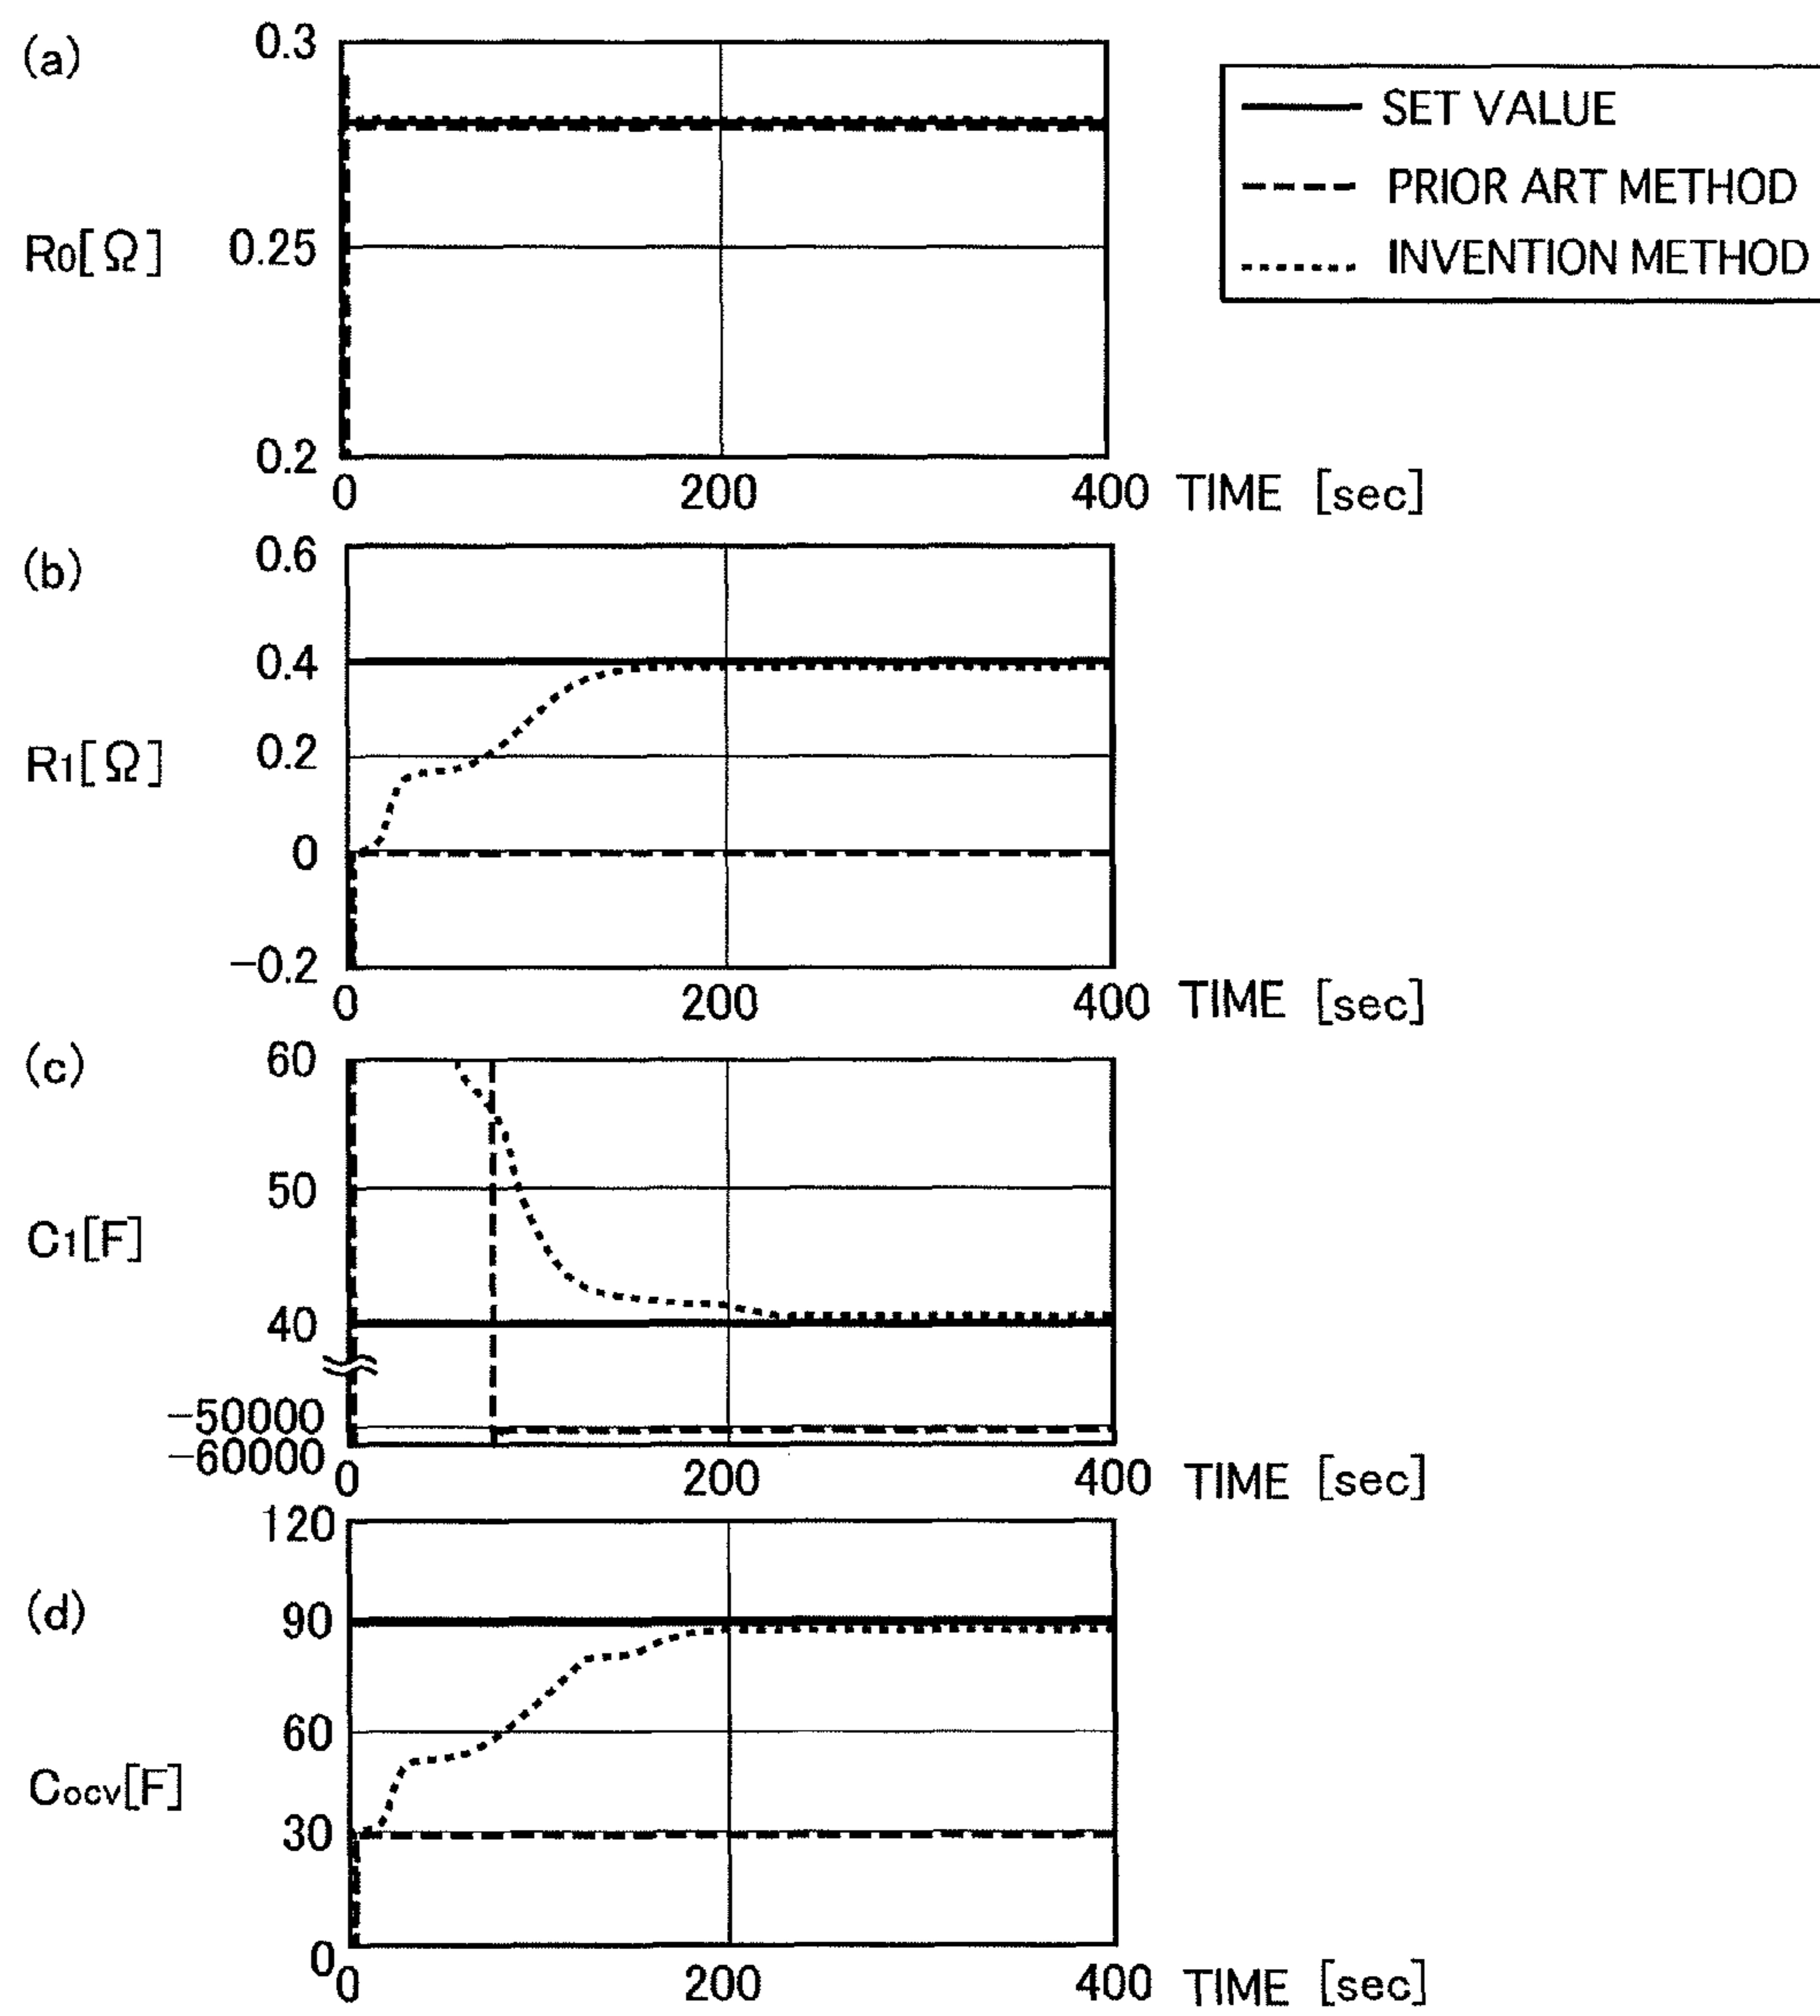 (a)
0.3
R0[Ω]
0.25
0.2
0
200
400
TIME [sec]
SET VALUE
PRIOR ART METHOD
INVENTION METHOD
(b)
0.6
0.4
R1[Ω]
0.2
0
-0.2
0
200
400
TIME [sec]
(c)
60
50
C1[F]
40
-50000
-60000
0
200
400
TIME [sec]
120
(d)
90
60
Cocv[F]
30
0
0
200
400
TIME [sec]